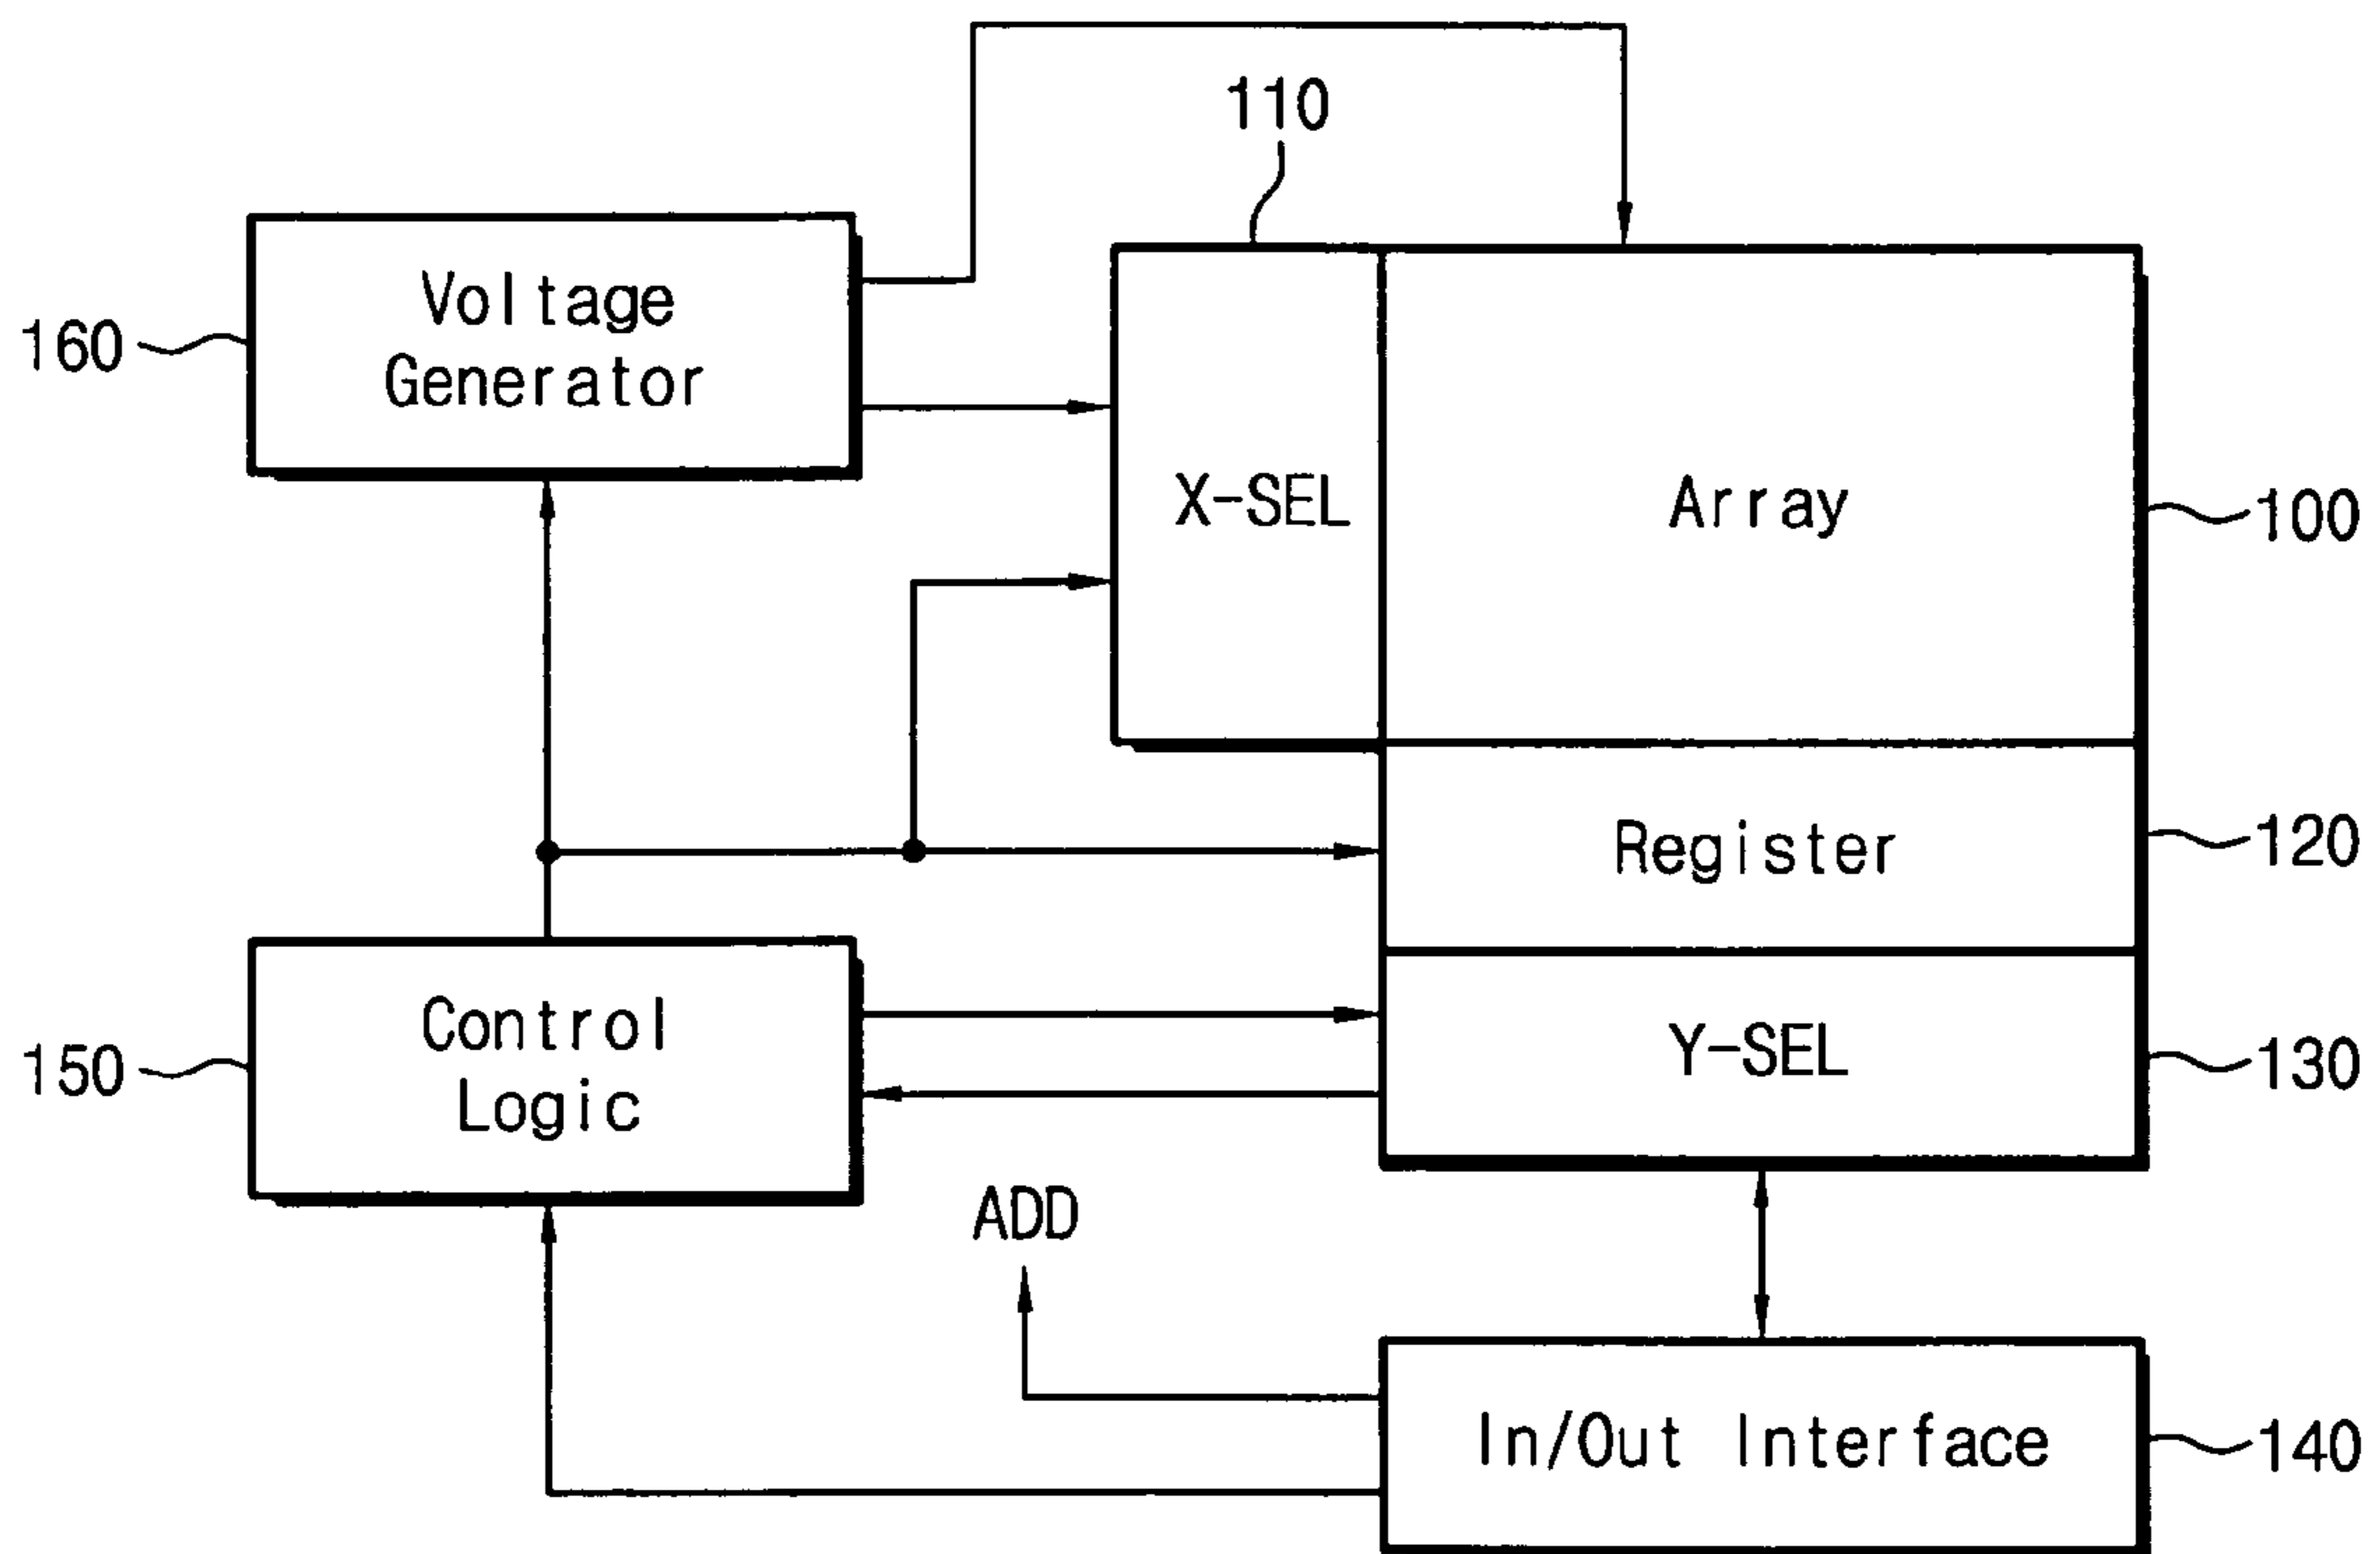 110
Voltage
Generator
160
X-SEL
Array
100
Register
120
Control
Logic
150
Y-SEL
130
ADD
In/Out Interface
140